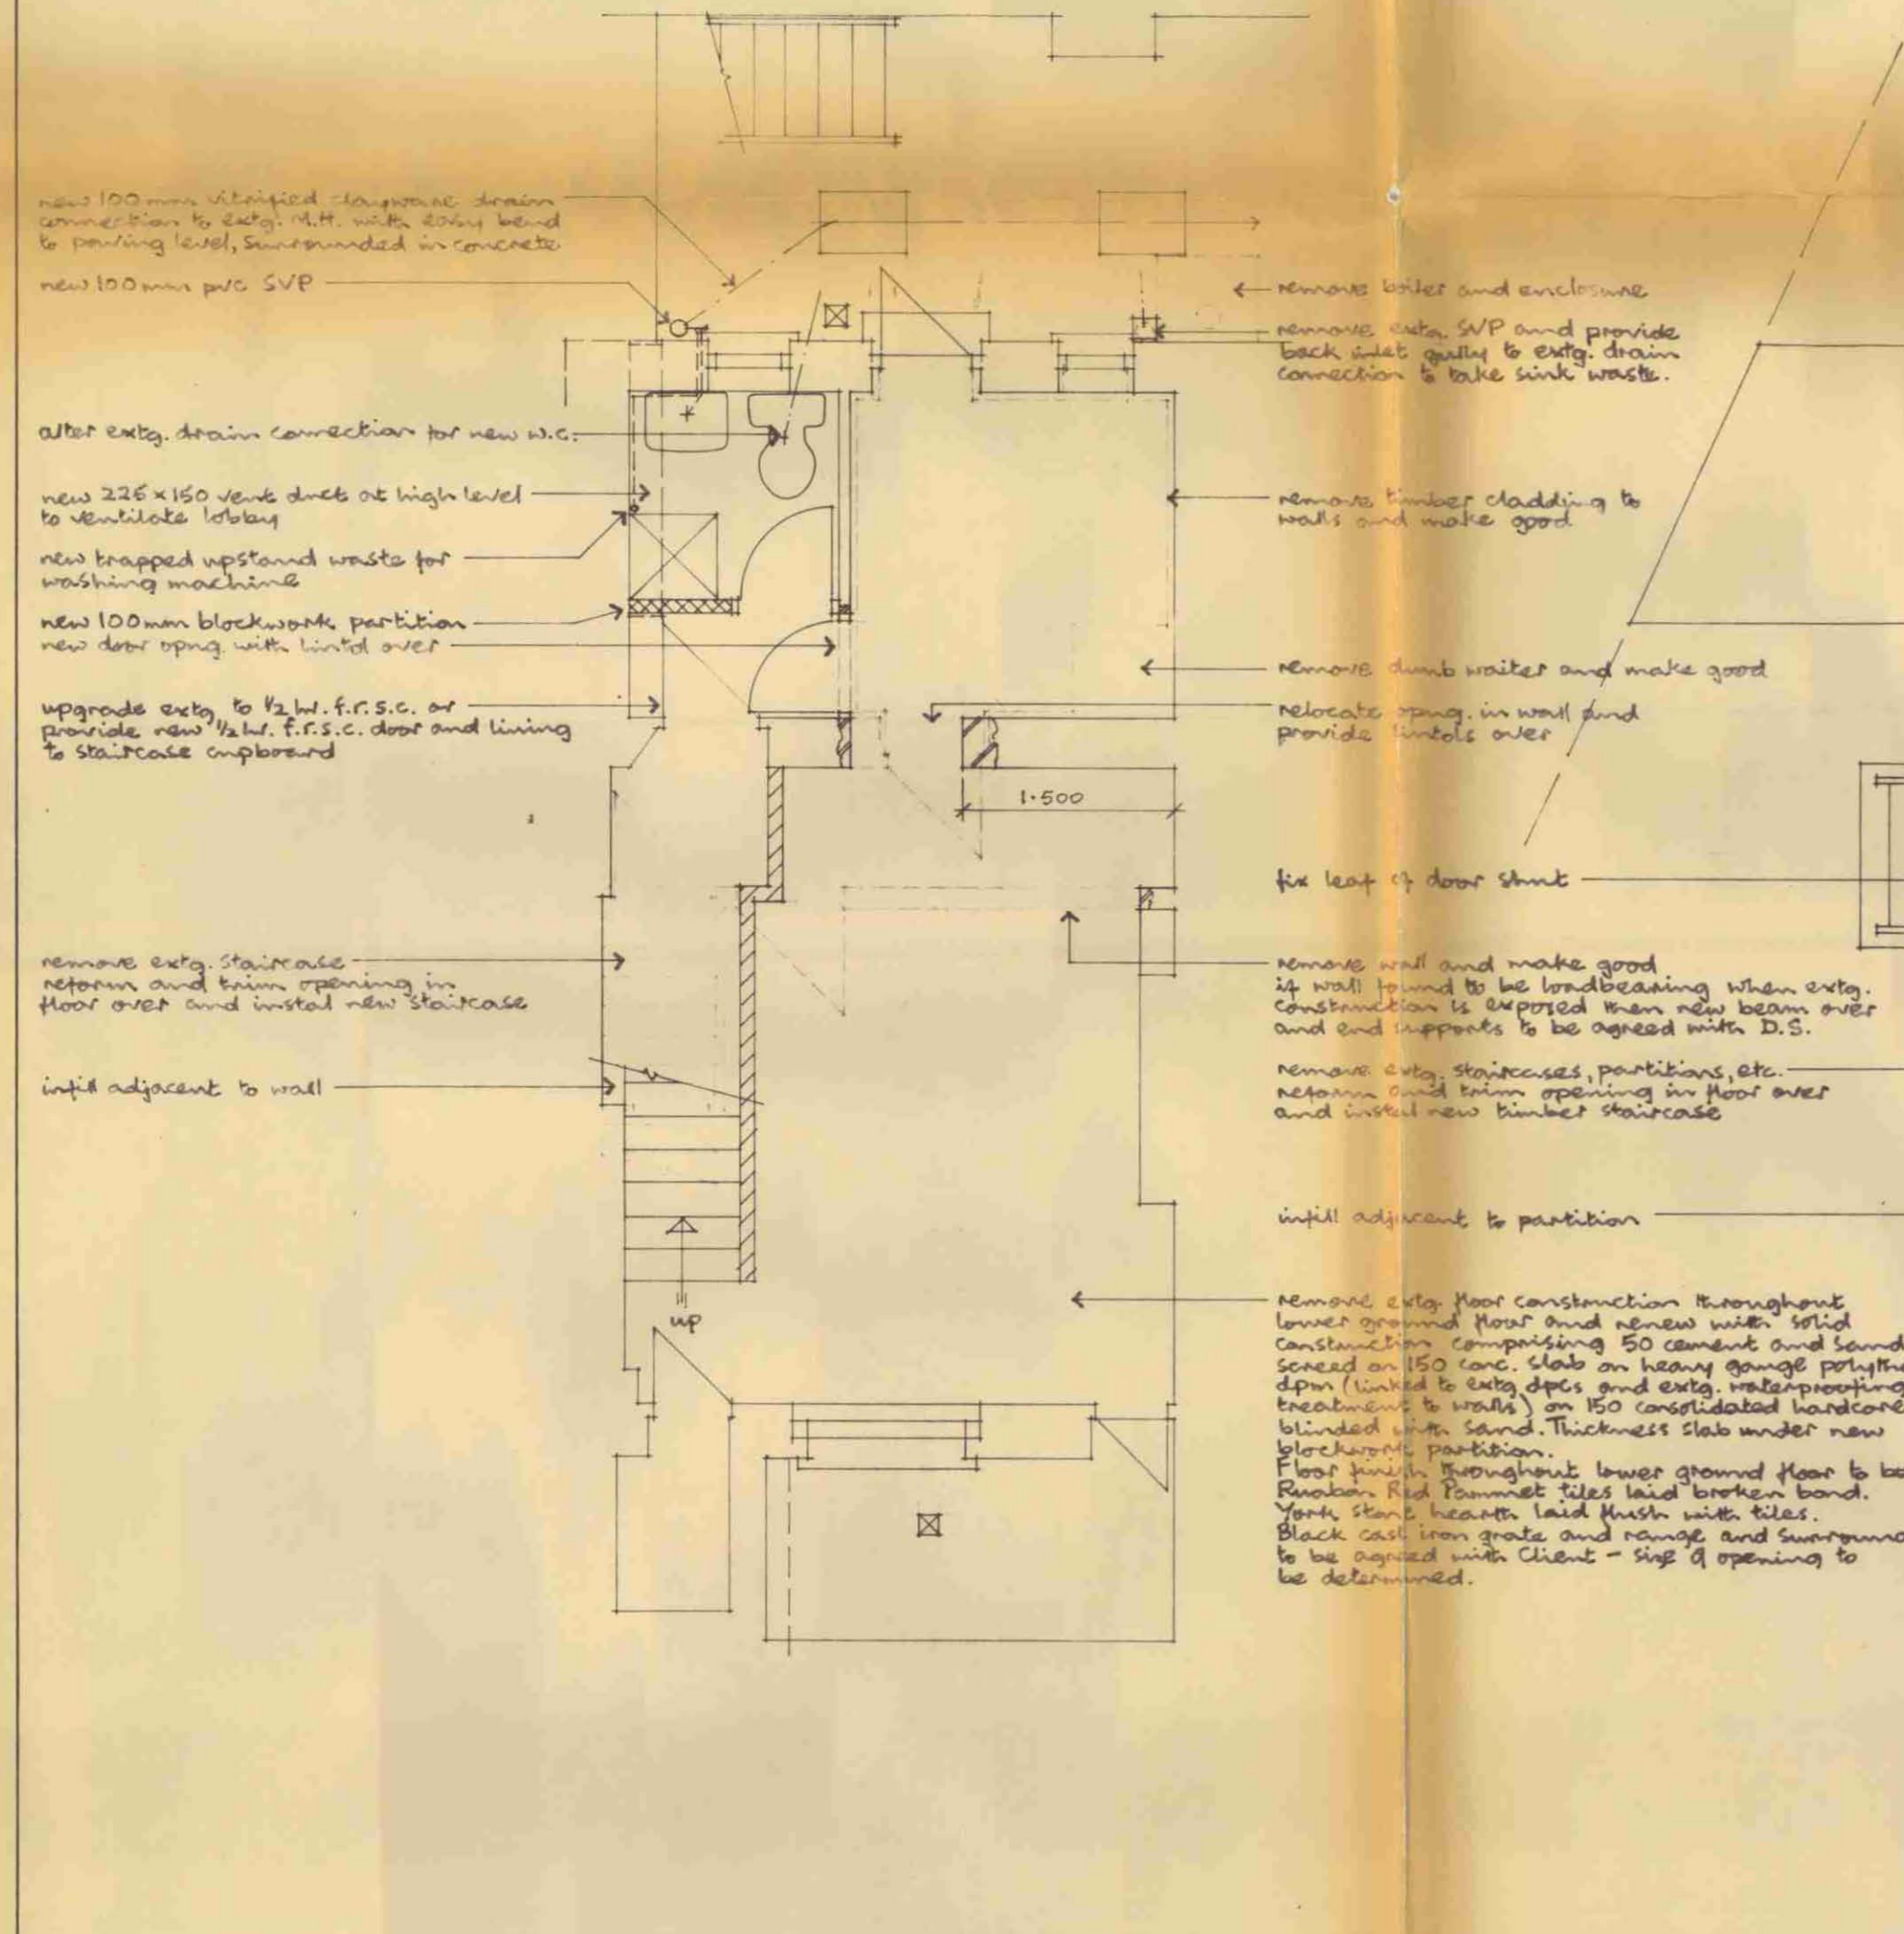 new 100mm vitrified clayware drain
connection to extg. M.H. with easy bend
to paving level, surrounded in concrete
new 100mm pvc SVP
alter extg. drain connection for new w.c.
new 225 x 150 vent duct at high level
to ventilate lobby
new trapped upstand waste for
washing machine
new 100mm blockwork partition
new door opng. with lintol over
upgrade extg to 1/2 hr. f.r.s.c. or
provide new 1/2 hr. f.r.s.c. door and lining
to staircase cupboard
remove extg. staircase
reform and trim opening in
floor over and instal new staircase
infill adjacent to wall
up
1·500
remove boiler and enclosure
remove extg. SVP and provide
back inlet gully to extg. drain
connection to take sink waste.
remove timber cladding to
walls and make good
remove dumb waiter and make good
relocate opng. in wall and
provide lintols over
fix leaf of door shut
remove wall and make good
if wall found to be loadbearing when extg.
construction is exposed then new beam over
and end supports to be agreed with D.S.
remove extg. staircases, partitions, etc.
reform and trim opening in floor over
and instal new timber staircase
infill adjacent to partition
remove extg. floor construction throughout
lower ground floor and renew with solid
construction comprising 50 cement and sand
screed on 150 conc. slab on heavy gauge polythe
dpm (linked to extg dpcs and extg. waterproofing
treatment to walls) on 150 consolidated hardcore
blinded with sand. Thickness slab under new
blockwork partition.
Floor finish throughout lower ground floor to be
Ruabon Red Pammet tiles laid broken bond.
York stone hearth laid flush with tiles.
Black cast iron grate and range and surround
to be agreed with Client - size of opening to
be determined.